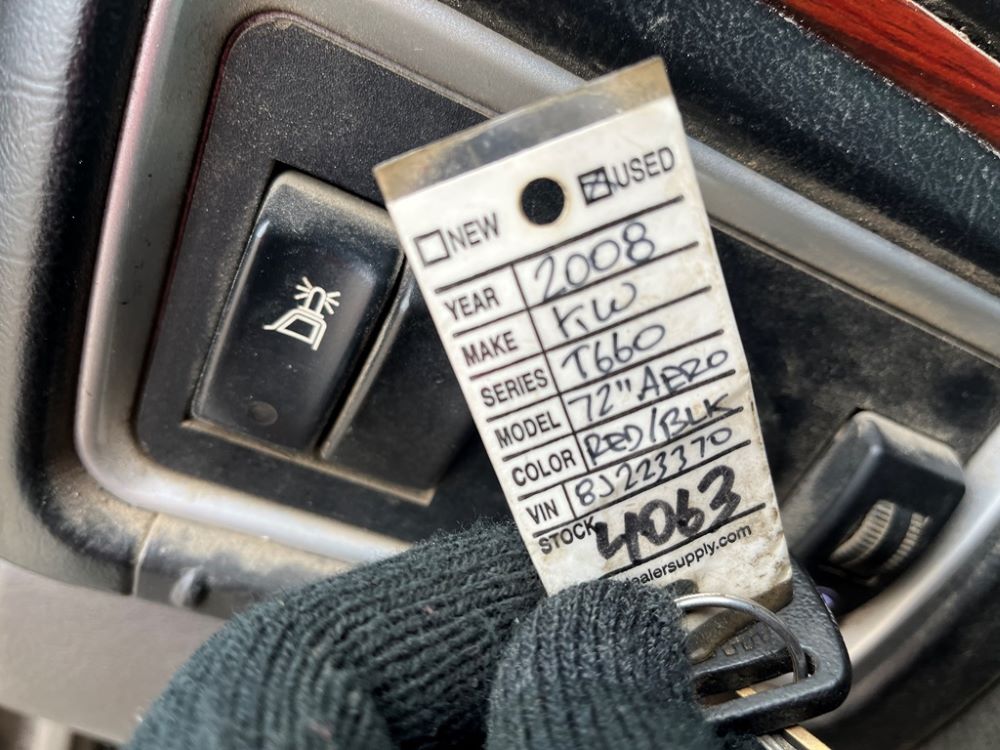 NEW USED
YEAR 2008
MAKE KW
SERIES T660
MODEL 72" AERO
COLOR RED/BLK
VIN 8J223370
STOCK 4063
dealersupply.com